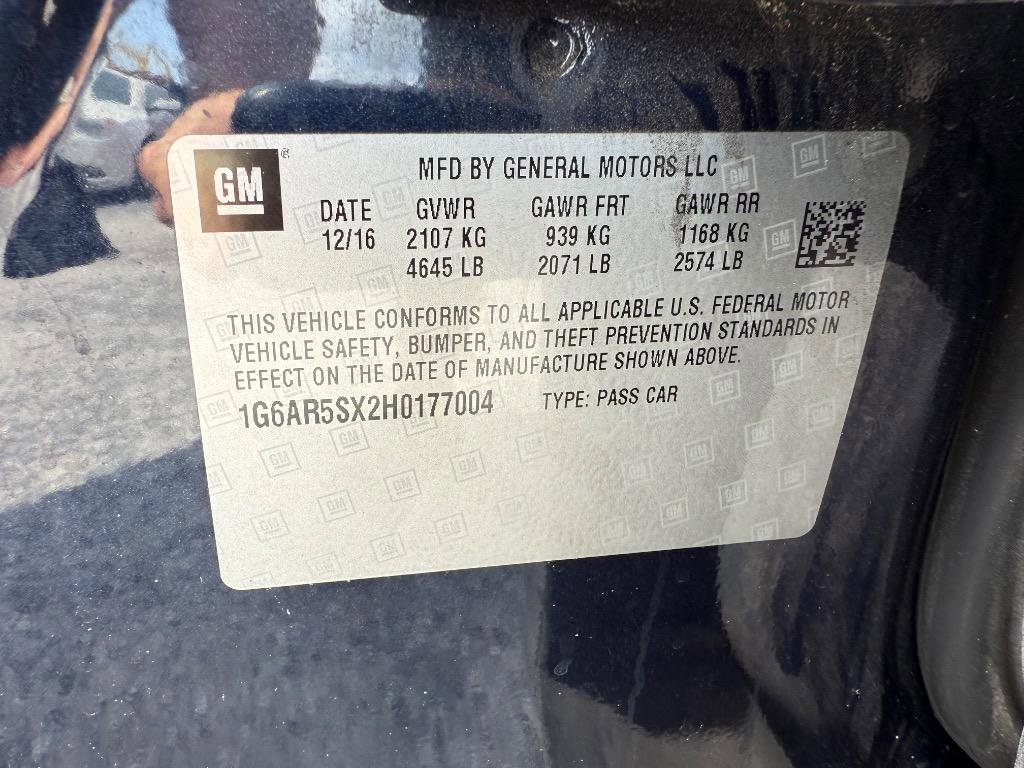 GM ®
MFD BY GENERAL MOTORS LLC
DATE GVWR GAWR FRT GAWR RR
12/16 2107 KG 939 KG 1168 KG
4645 LB 2071 LB 2574 LB
THIS VEHICLE CONFORMS TO ALL APPLICABLE U.S. FEDERAL MOTOR
VEHICLE SAFETY, BUMPER, AND THEFT PREVENTION STANDARDS IN
EFFECT ON THE DATE OF MANUFACTURE SHOWN ABOVE.
1G6AR5SX2H0177004 TYPE: PASS CAR